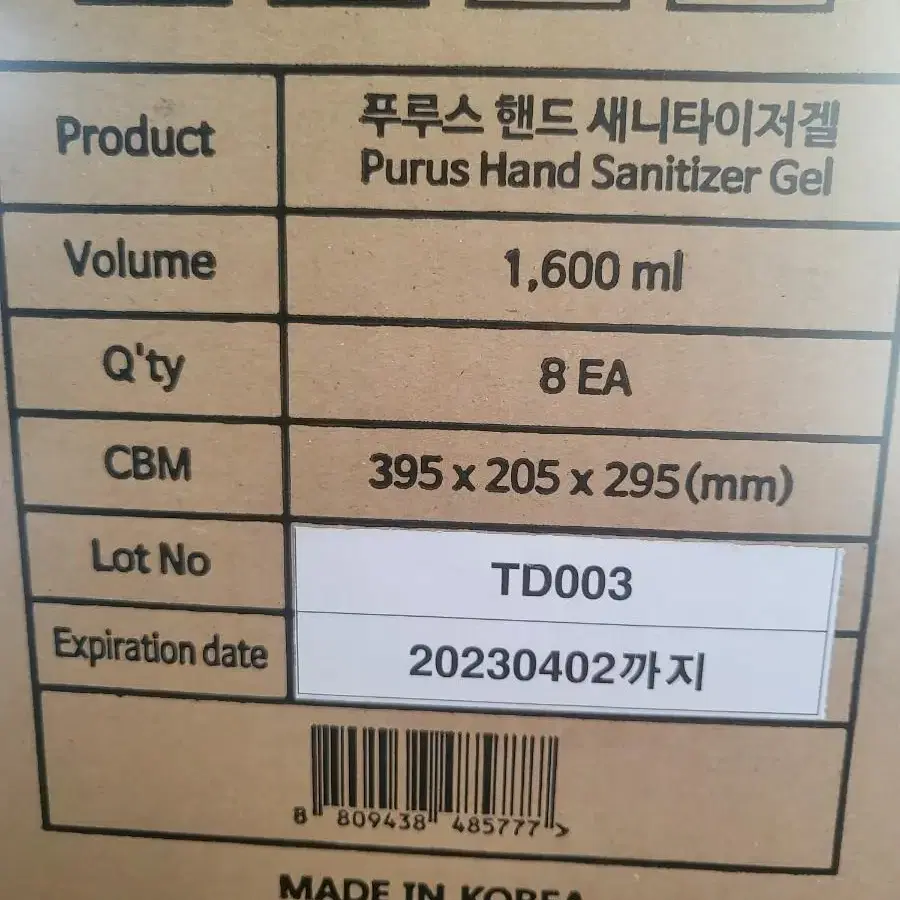 Product
푸루스 핸드 새니타이저겔
Purus Hand Sanitizer Gel
Volume
1,600 ml
Q'ty
8 EA
CBM
395 x 205 x 295(mm)
Lot No
TD003
Expiration date
20230402까지
8 809438 485777 >
MADE IN KOREA